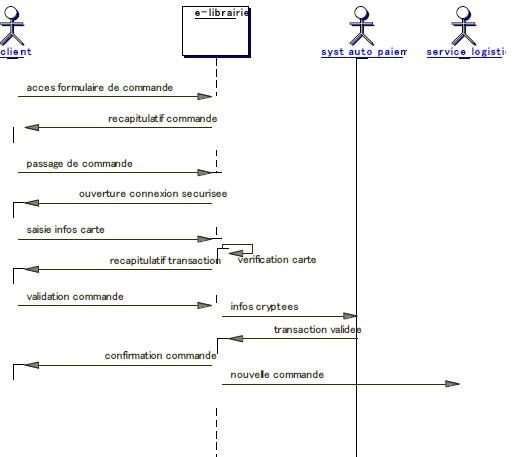 e-librairie
client
syst auto paiem
service logisti
acces formulaire de commande
recapitulatif commande
passage de commande
ouverture connexion securisee
saisie infos carte
verification carte
recapitulatif transaction
validation commande
infos cryptees
transaction validee
confirmation commande
nouvelle commande